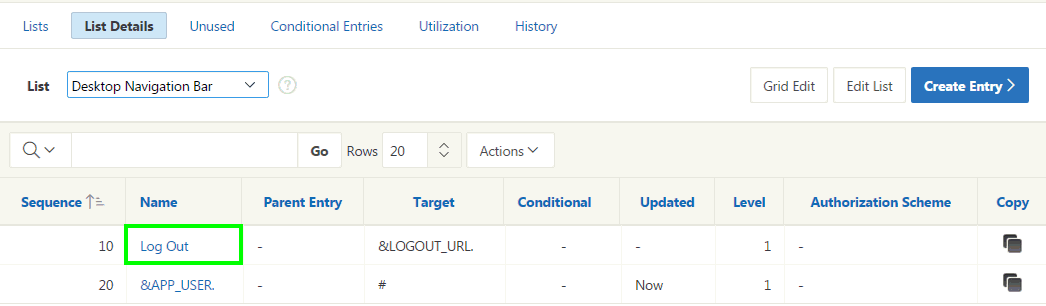 Lists List Details Unused Conditional Entries Utilization History
List Desktop Navigation Bar ? Grid Edit Edit List Create Entry
Go Rows 20 Actions
Sequence Name Parent Entry Target Conditional Updated Level Authorization Scheme Copy
10 Log Out - &LOGOUT_URL. - - 1 -
20 &APP_USER. - # - Now 1 -